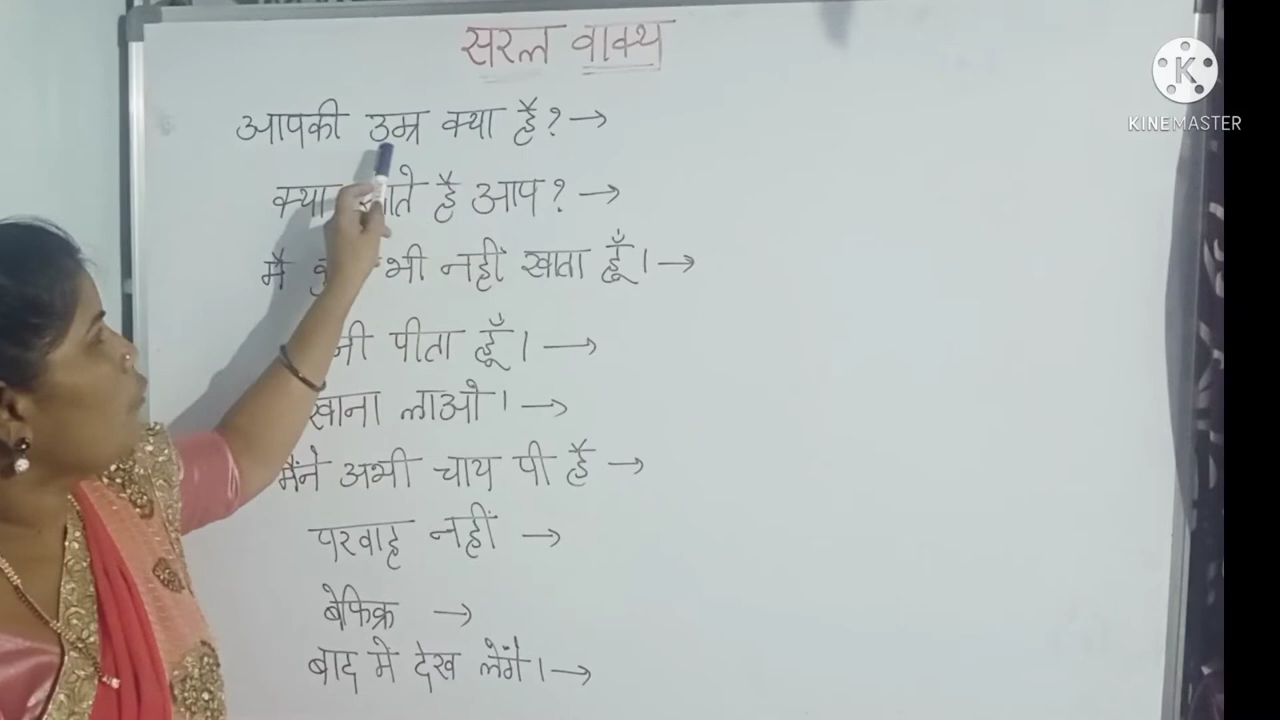 सरल वाक्य
आपकी उम्र क्या है? →
क्या है आप? →
मै भी नहीं खाता हूँ। →
पीता हूँ। →
खाना लाओ। →
मैंने अभी चाय पी है →
परवाह नहीं →
बेफिक्र →
बाद मे देख लेंगे। →
K
KINEMASTER